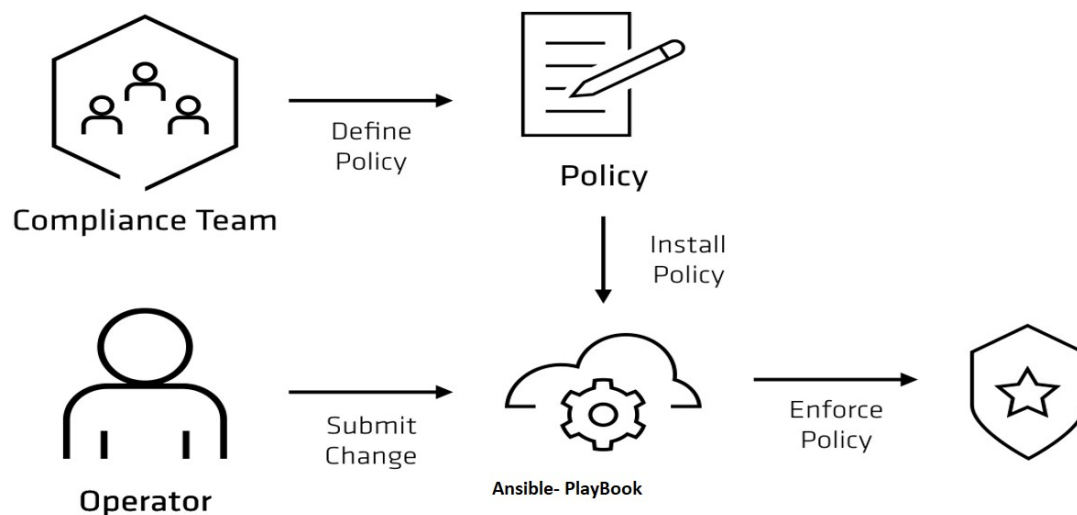 Define
Policy
Policy
Compliance Team
Install
Policy
Submit
Change
Enforce
Policy
Operator
Ansible- PlayBook